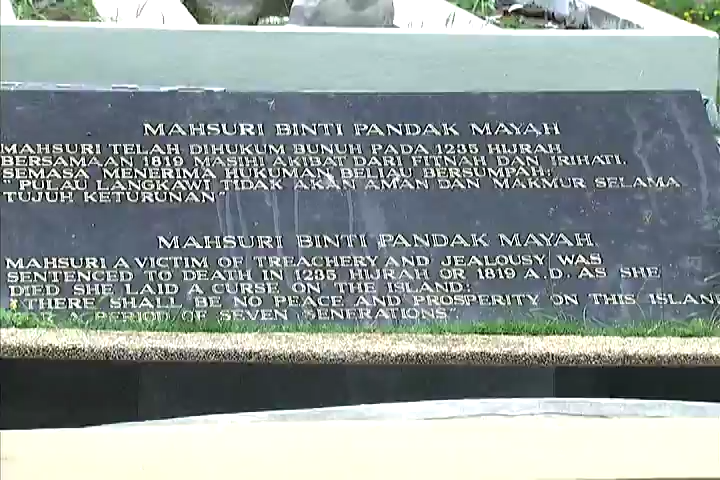 MAHSURI BINTI PANDAK MAYAH
MAHSURI TELAH DIHUKUM BUNUH PADA 1235 HIJRAH
BERSAMAAN 1819 MASIHI AKIBAT DARI FITNAH DAN IRIHATI.
SEMASA MENERIMA HUKUMAN BELIAU BERSUMPAH:
" PULAU LANGKAWI TIDAK AKAN AMAN DAN MAKMUR SELAMA
TUJUH KETURUNAN"
MAHSURI BINTI PANDAK MAYAH
MAHSURI A VICTIM OF TREACHERY AND JEALOUSY WAS
SENTENCED TO DEATH IN 1235 HIJRAH OR 1819 A.D. AS SHE
DIED SHE LAID A CURSE ON THE ISLAND:
"THERE SHALL BE NO PEACE AND PROSPERITY ON THIS ISLAN
A PERIOD OF SEVEN GENERATIONS"